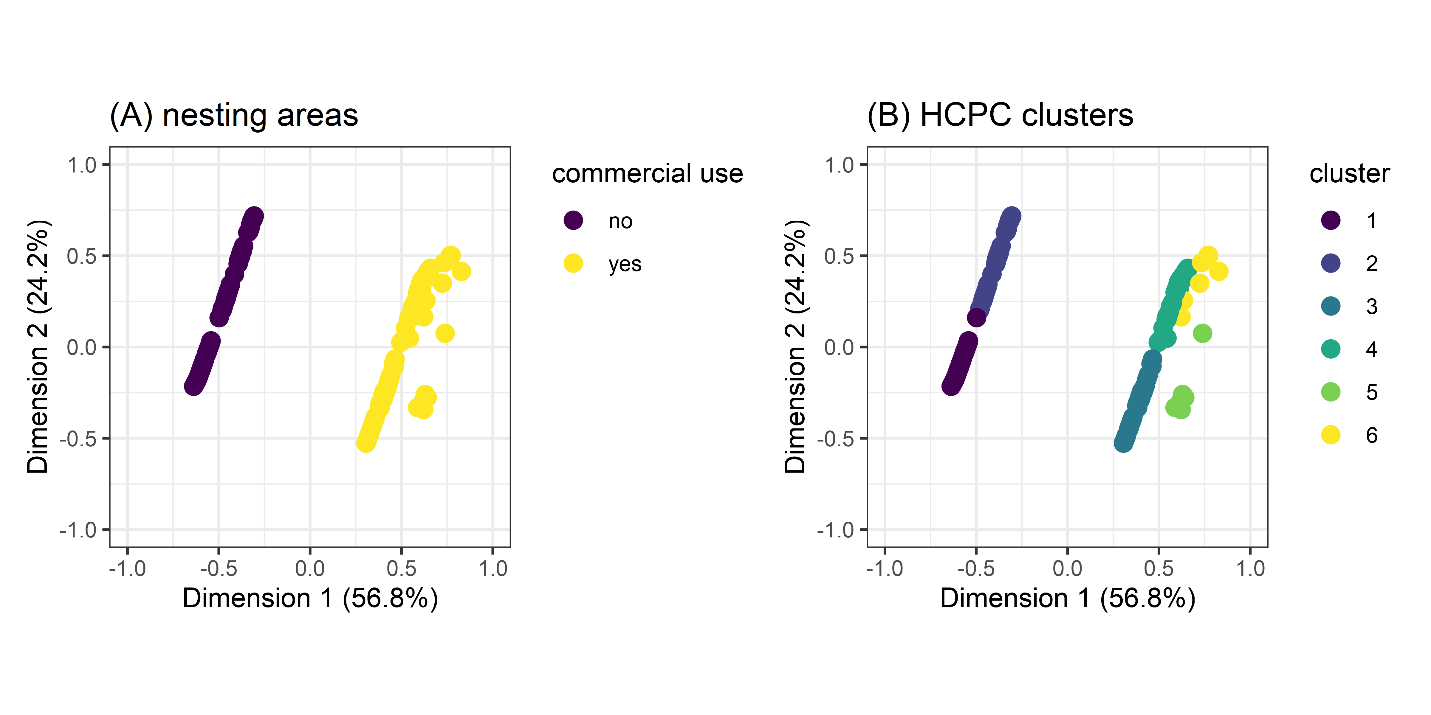 (A) nesting areas
1.0
0.5
0.0
-0.5
-1.0
Dimension 2 (24.2%)
-1.0 -0.5 0.0 0.5 1.0
Dimension 1 (56.8%)
commercial use
no
yes
(B) HCPC clusters
1.0
0.5
0.0
-0.5
-1.0
Dimension 2 (24.2%)
-1.0 -0.5 0.0 0.5 1.0
Dimension 1 (56.8%)
cluster
1
2
3
4
5
6